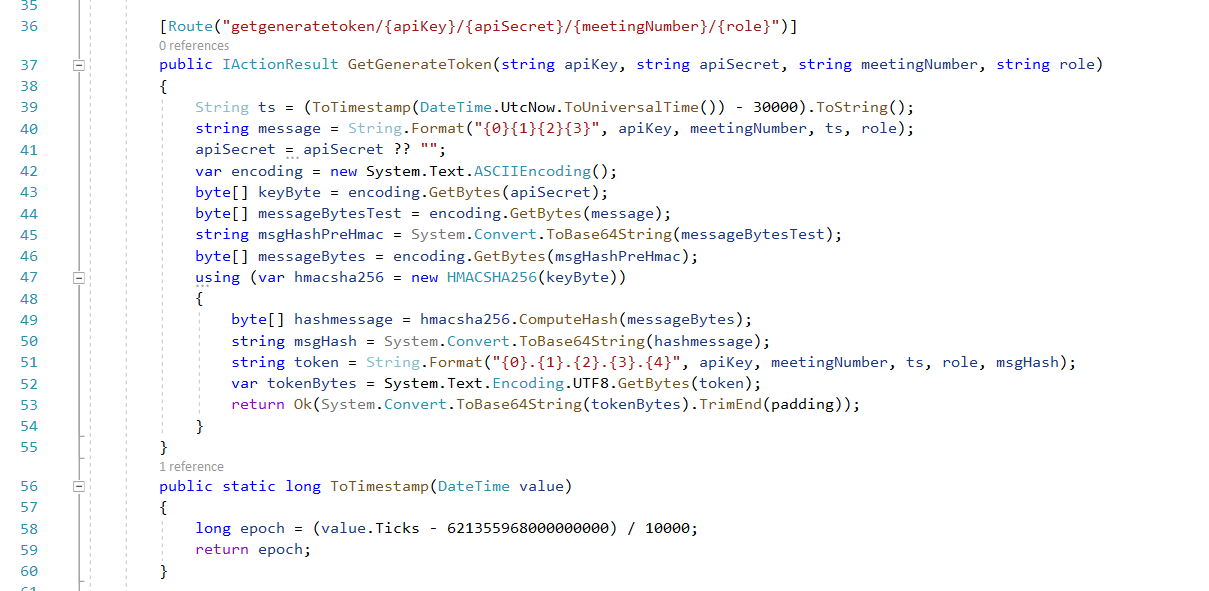 35
36 [Route("getgeneratetoken/{apiKey}/{apiSecret}/{meetingNumber}/{role}")]
0 references
37 public IActionResult GetGenerateToken(string apiKey, string apiSecret, string meetingNumber, string role)
38 {
39 String ts = (ToTimestamp(DateTime.UtcNow.ToUniversalTime()) - 30000).ToString();
40 string message = String.Format("{0}{1}{2}{3}", apiKey, meetingNumber, ts, role);
41 apiSecret = apiSecret ?? "";
42 var encoding = new System.Text.ASCIIEncoding();
43 byte[] keyByte = encoding.GetBytes(apiSecret);
44 byte[] messageBytesTest = encoding.GetBytes(message);
45 string msgHashPreHmac = System.Convert.ToBase64String(messageBytesTest);
46 byte[] messageBytes = encoding.GetBytes(msgHashPreHmac);
47 using (var hmacsha256 = new HMACSHA256(keyByte))
48 {
49 byte[] hashmessage = hmacsha256.ComputeHash(messageBytes);
50 string msgHash = System.Convert.ToBase64String(hashmessage);
51 string token = String.Format("{0}.{1}.{2}.{3}.{4}", apiKey, meetingNumber, ts, role, msgHash);
52 var tokenBytes = System.Text.Encoding.UTF8.GetBytes(token);
53 return Ok(System.Convert.ToBase64String(tokenBytes).TrimEnd(padding));
54 }
55 }
1 reference
56 public static long ToTimestamp(DateTime value)
57 {
58 long epoch = (value.Ticks - 621355968000000000) / 10000;
59 return epoch;
60 }
61